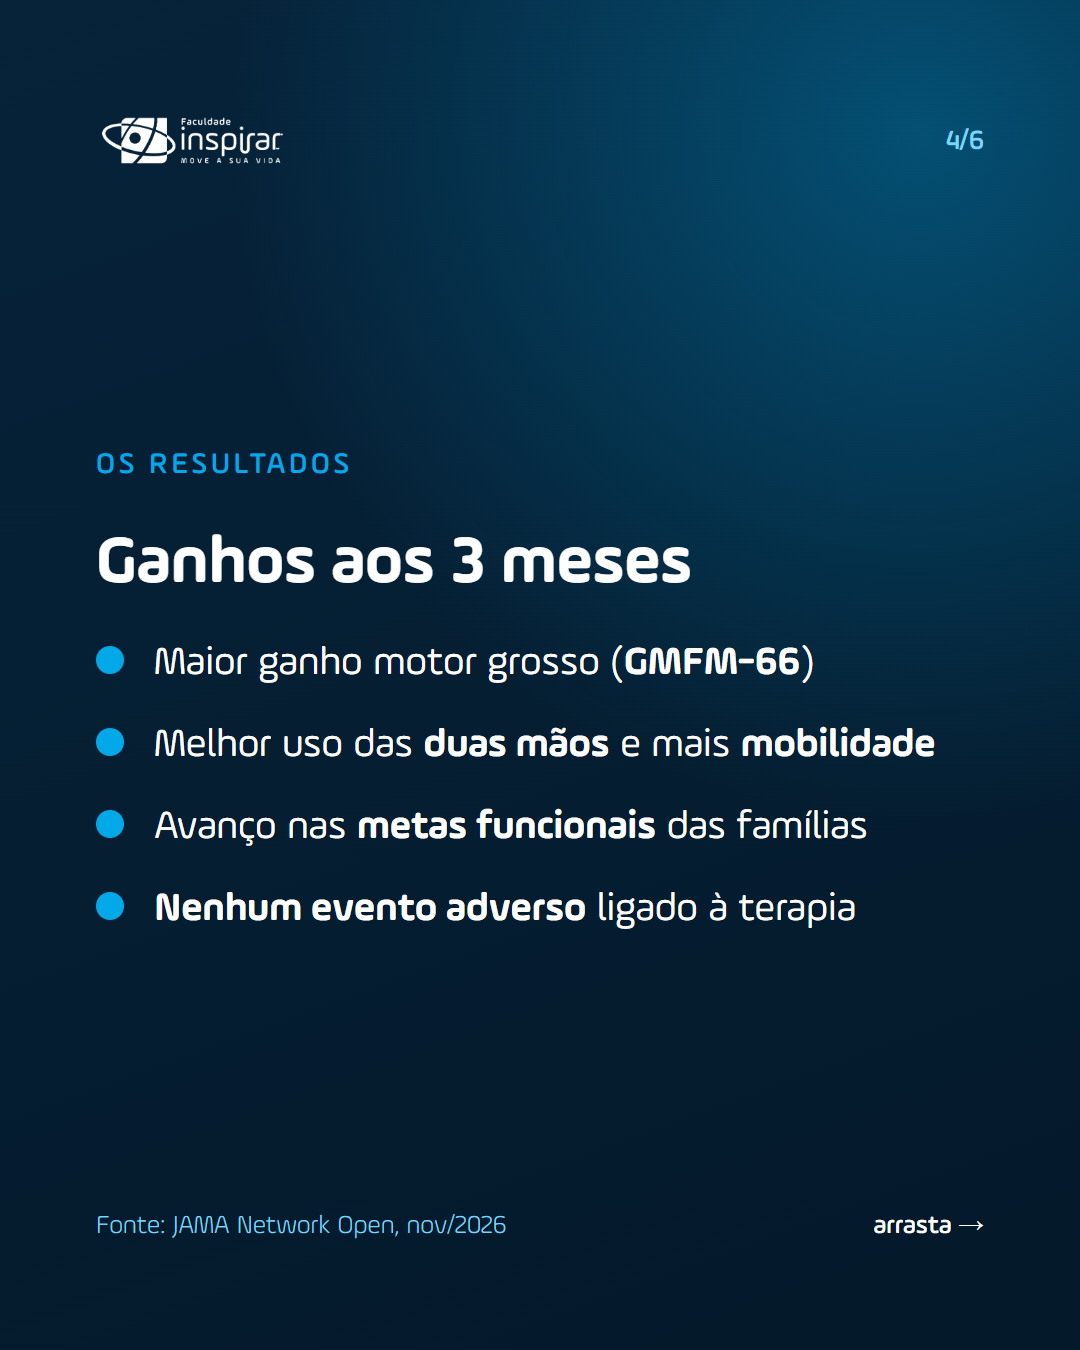 Faculdade
inspirar
MOVE A SUA VIDA
4/6
OS RESULTADOS
Ganhos aos 3 meses
Maior ganho motor grosso (GMFM-66)
Melhor uso das duas mãos e mais mobilidade
Avanço nas metas funcionais das famílias
Nenhum evento adverso ligado à terapia
Fonte: JAMA Network Open, nov/2026
arrasta →